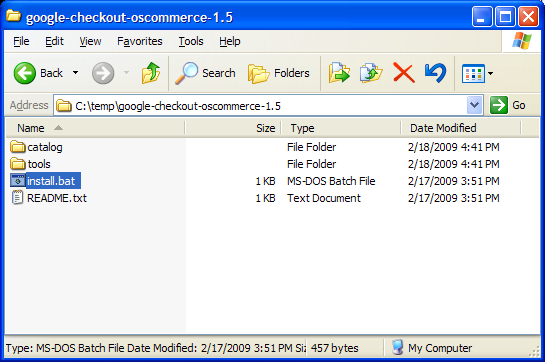 google-checkout-oscommerce-1.5
File Edit View Favorites Tools Help
Back Search Folders
Address C:\temp\google-checkout-oscommerce-1.5 Go
Name Size Type Date Modified
catalog File Folder 2/18/2009 4:41 PM
tools File Folder 2/18/2009 4:41 PM
install.bat 1 KB MS-DOS Batch File 2/17/2009 3:51 PM
README.txt 1 KB Text Document 2/17/2009 3:51 PM
Type: MS-DOS Batch File Date Modified: 2/17/2009 3:51 PM Si 457 bytes My Computer